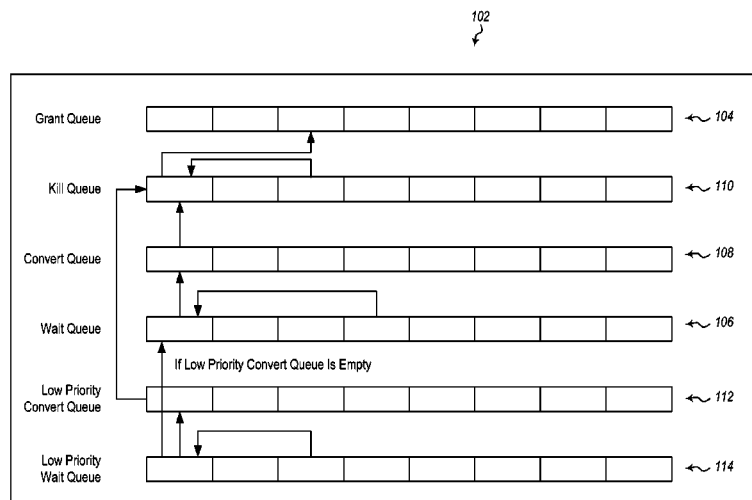 102
Grant Queue
104
Kill Queue
110
Convert Queue
108
Wait Queue
106
If Low Priority Convert Queue Is Empty
Low Priority
Convert Queue
112
Low Priority
Wait Queue
114